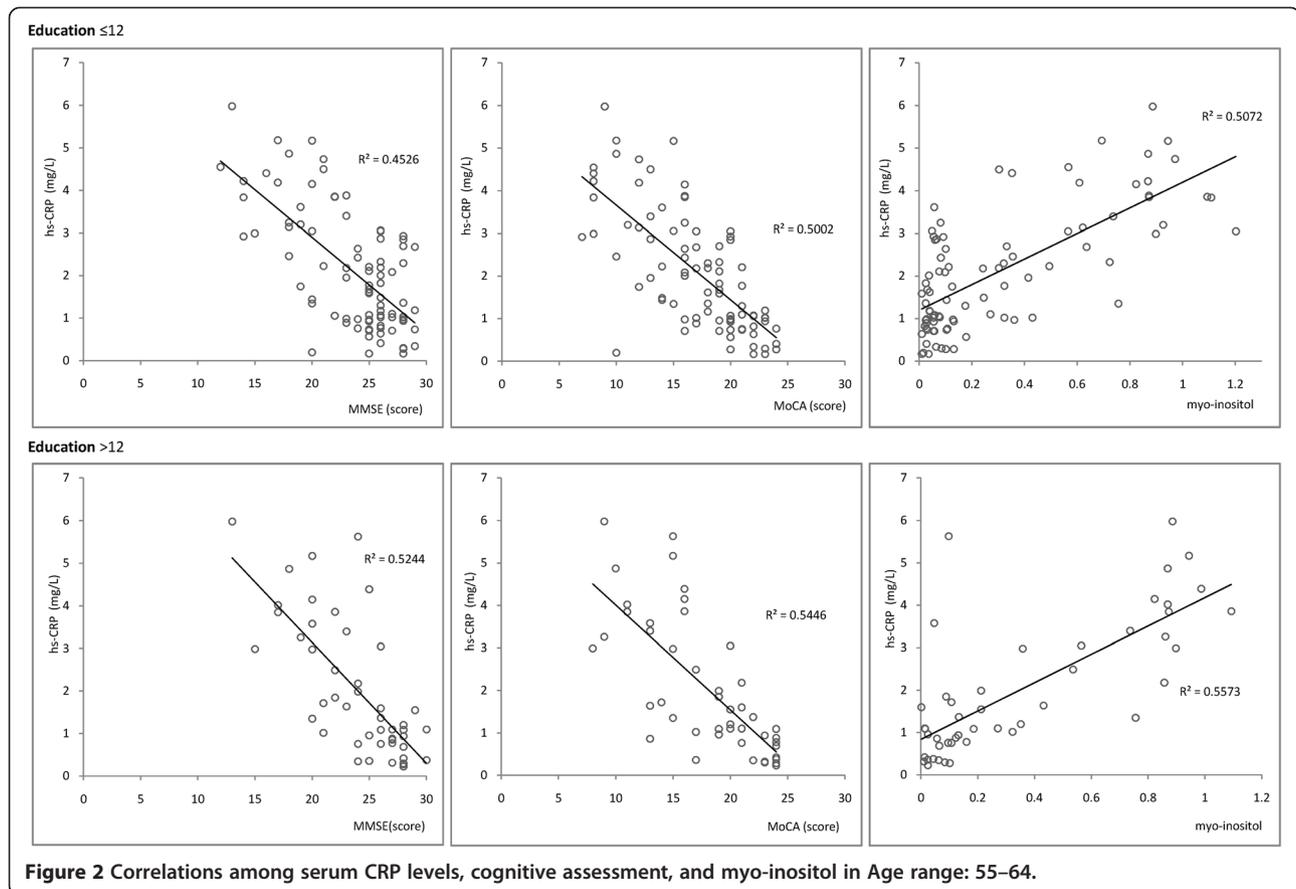 Education ≤12
7
6
5
4
3
2
1
0
hs-CRP (mg/L)
R² = 0.4526
0 5 10 15 20 25 30
MMSE (score)
7
6
5
4
3
2
1
0
hs-CRP (mg/L)
R² = 0.5002
0 5 10 15 20 25 30
MoCA (score)
7
6
5
4
3
2
1
0
hs-CRP (mg/L)
R² = 0.5072
0 0.2 0.4 0.6 0.8 1 1.2
myo-inositol
Education >12
7
6
5
4
3
2
1
0
hs-CRP (mg/L)
R² = 0.5244
0 5 10 15 20 25 30
MMSE(score)
7
6
5
4
3
2
1
0
hs-CRP (mg/L)
R² = 0.5446
0 5 10 15 20 25 30
MoCA (score)
7
6
5
4
3
2
1
0
hs-CRP (mg/L)
R² = 0.5573
0 0.2 0.4 0.6 0.8 1 1.2
myo-inositol
Figure 2 Correlations among serum CRP levels, cognitive assessment, and myo-inositol in Age range: 55–64.